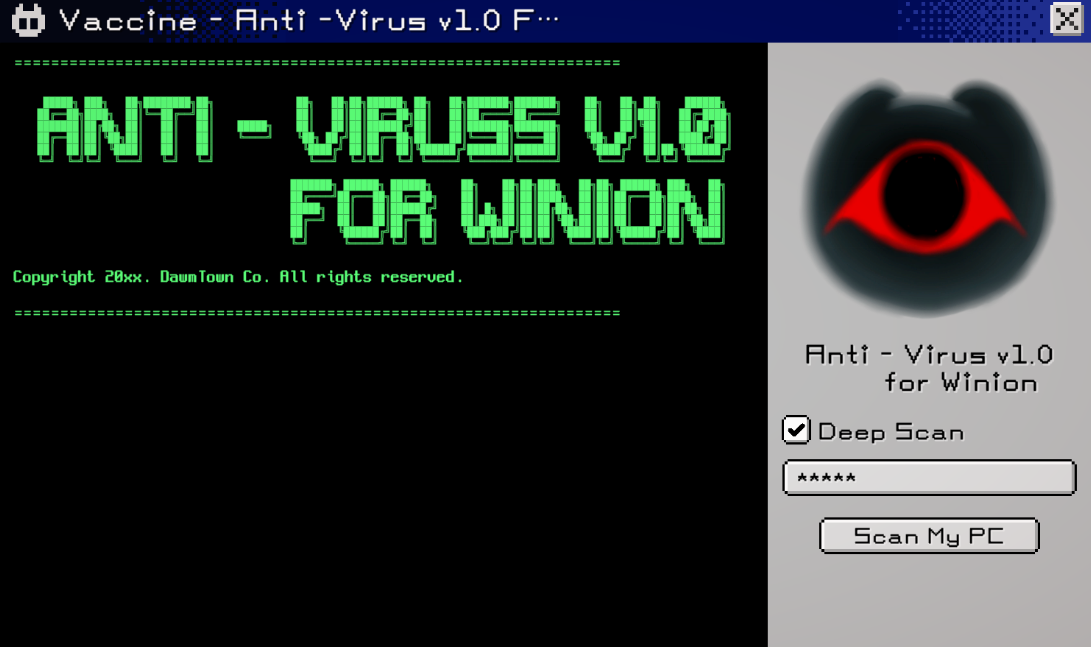 Vaccine - Anti -Virus v1.0 F…
==================================================================
ANTI - VIRUSS V1.0
FOR WINION
Copyright 20xx. DawmTown Co. All rights reserved.
==================================================================
Anti - Virus v1.0
for Winion
Deep Scan
*****
Scan My PC